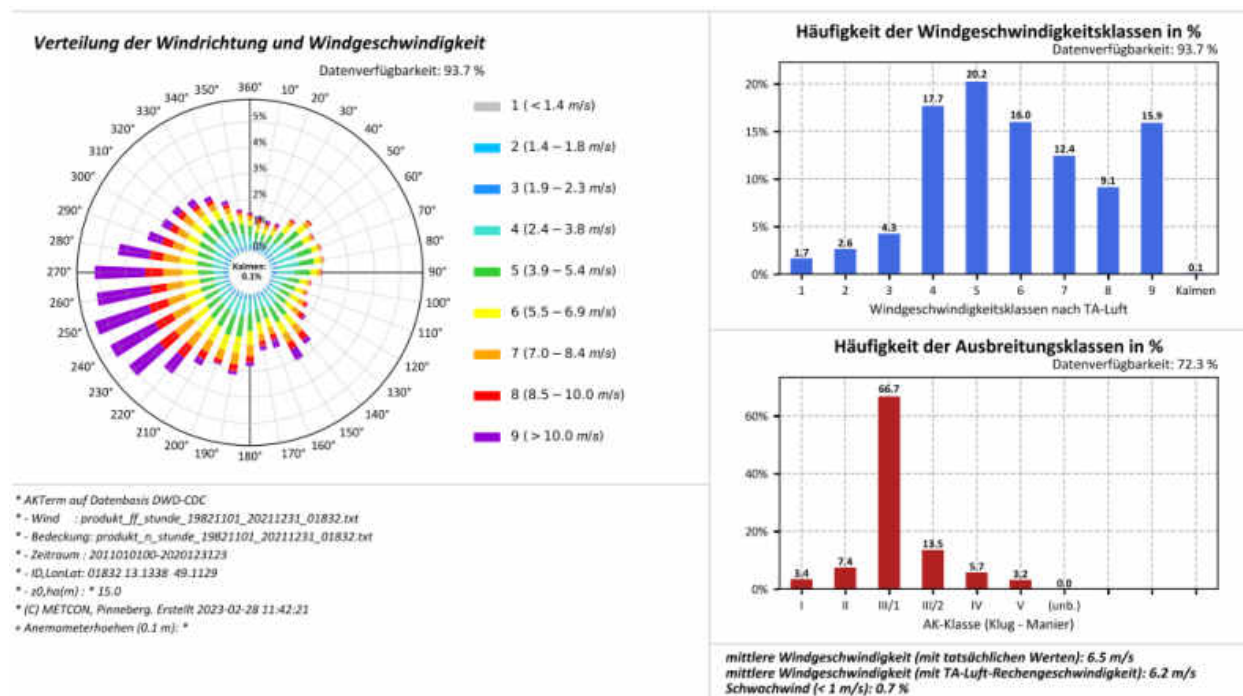 Verteilung der Windrichtung und Windgeschwindigkeit
Datenverfügbarkeit: 93.7 %
360°
10°
20°
30°
40°
50°
60°
70°
80°
90°
100°
110°
120°
130°
140°
150°
160°
170°
180°
190°
200°
210°
220°
230°
240°
250°
260°
270°
280°
290°
300°
310°
320°
330°
340°
350°
5%
4%
3%
2%
0%
Kalmen:
0.1%
1 (< 1.4 m/s)
2 (1.4 – 1.8 m/s)
3 (1.9 – 2.3 m/s)
4 (2.4 – 3.8 m/s)
5 (3.9 – 5.4 m/s)
6 (5.5 – 6.9 m/s)
7 (7.0 – 8.4 m/s)
8 (8.5 – 10.0 m/s)
9 (> 10.0 m/s)
* AKTerm auf Datenbasis DWD-CDC
* - Wind : produkt_ff_stunde_19821101_20211231_01832.txt
* - Bedeckung: produkt_n_stunde_19821101_20211231_01832.txt
* - Zeitraum : 2011010100-2020123123
* - ID,LonLat: 01832 13.1338 49.1129
* - z0,ha(m) : * 15.0
* (C) METCON, Pinneberg. Erstellt 2023-02-28 11:42:21
+ Anemometerhoehen (0.1 m): *
Häufigkeit der Windgeschwindigkeitsklassen in %
Datenverfügbarkeit: 93.7 %
20%
15%
10%
5%
0%
1.7
2.6
4.3
17.7
20.2
16.0
12.4
9.1
15.9
0.1
1 2 3 4 5 6 7 8 9 Kalmen
Windgeschwindigkeitsklassen nach TA-Luft
Häufigkeit der Ausbreitungsklassen in %
Datenverfügbarkeit: 72.3 %
60%
40%
20%
0%
3.4
7.4
66.7
13.5
5.7
3.2
0.0
I II III/1 III/2 IV V (unb.)
AK-Klasse (Klug - Manier)
mittlere Windgeschwindigkeit (mit tatsächlichen Werten): 6.5 m/s
mittlere Windgeschwindigkeit (mit TA-Luft-Rechengeschwindigkeit): 6.2 m/s
Schwachwind (< 1 m/s): 0.7 %